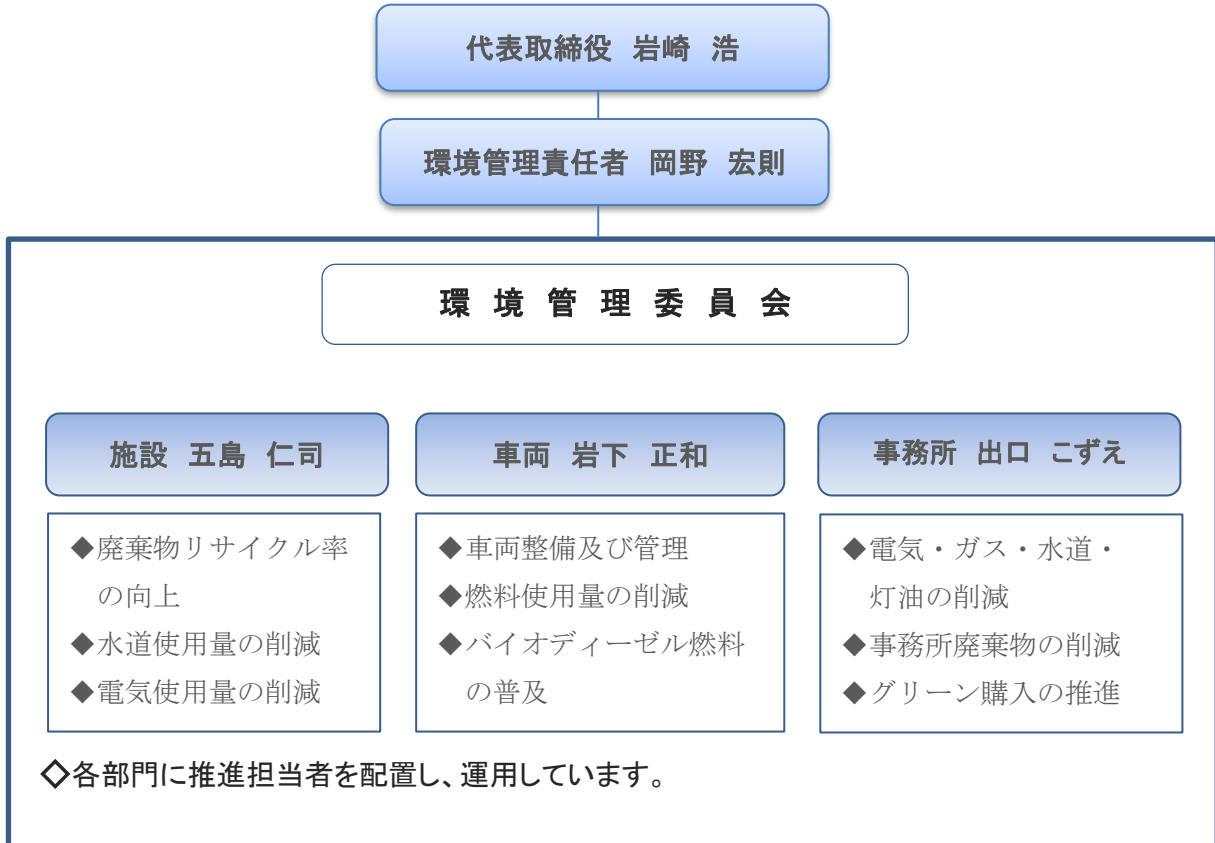 代表取締役 岩崎 浩
環境管理責任者 岡野 宏則
環 境 管 理 委 員 会
施設 五島 仁司
◆廃棄物リサイクル率
の向上
◆水道使用量の削減
◆電気使用量の削減
車両 岩下 正和
◆車両整備及び管理
◆燃料使用量の削減
◆バイオディーゼル燃料
の普及
事務所 出口 こずえ
◆電気・ガス・水道・
灯油の削減
◆事務所廃棄物の削減
◆グリーン購入の推進
◇各部門に推進担当者を配置し、運用しています。